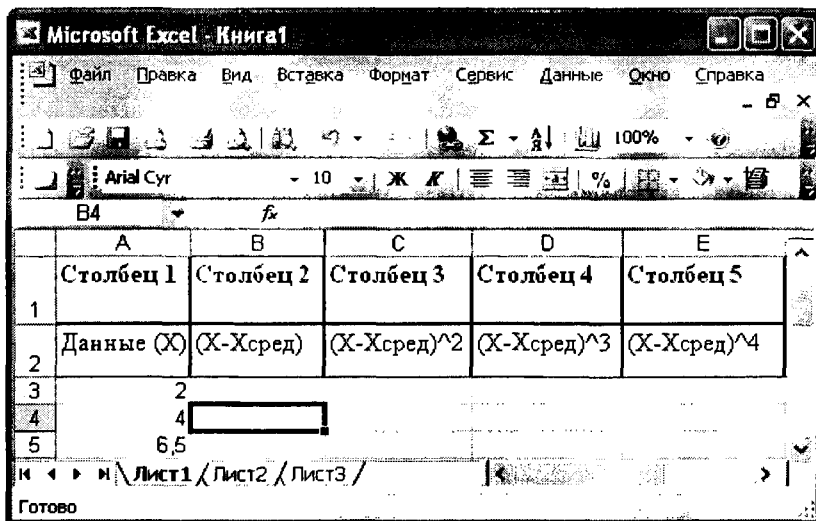 Microsoft Excel - Книга1
Файл Правка Вид Вставка Формат Сервис Данные Окно Справка
100%
Arial Cyr 10 Ж К %
B4 fx
A B C D E
1 Столбец 1 Столбец 2 Столбец 3 Столбец 4 Столбец 5
2 Данные (X) (X-Xсред) (X-Xсред)^2 (X-Xсред)^3 (X-Xсред)^4
3 2
4 4
5 6,5
Лист1 Лист2 Лист3
Готово